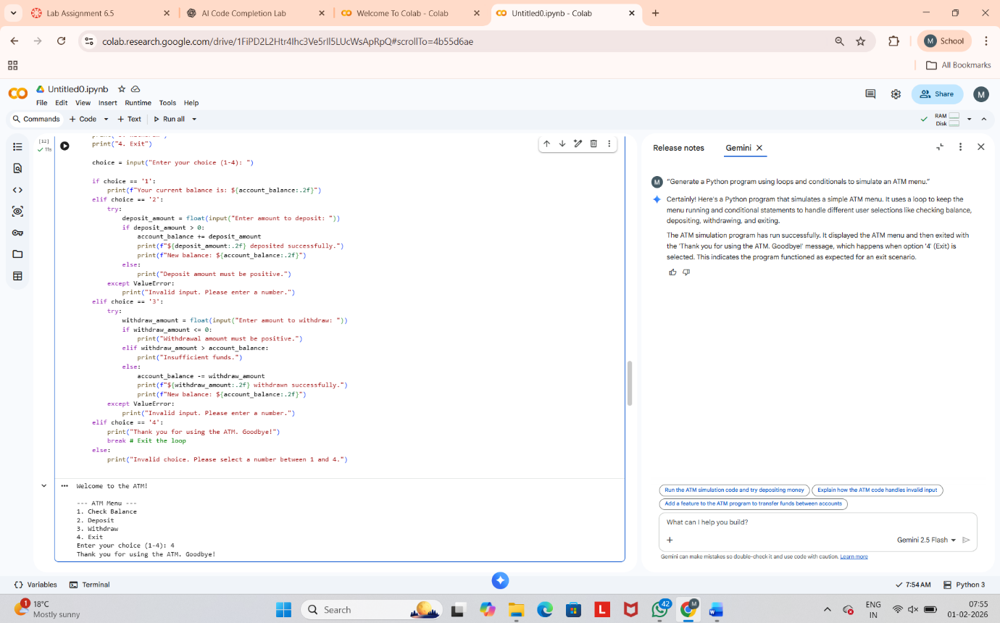 Lab Assignment 6.5
AI Code Completion Lab
Welcome To Colab - Colab
Untitled0.ipynb - Colab
colab.research.google.com/drive/1FiPD2L2Htr4Ihc3Ve5rIl5LUcWsApRpQ#scrollTo=4b55d6ae
M School
All Bookmarks
Untitled0.ipynb
File Edit View Insert Runtime Tools Help
Share
M
Commands + Code + Text Run all
RAM
Disk
[12]
11s
print("4. Exit")
choice = input("Enter your choice (1-4): ")
if choice == '1':
print(f"Your current balance is: ${account_balance:.2f}")
elif choice == '2':
try:
deposit_amount = float(input("Enter amount to deposit: "))
if deposit_amount > 0:
account_balance += deposit_amount
print(f"${deposit_amount:.2f} deposited successfully.")
print(f"New balance: ${account_balance:.2f}")
else:
print("Deposit amount must be positive.")
except ValueError:
print("Invalid input. Please enter a number.")
elif choice == '3':
try:
withdraw_amount = float(input("Enter amount to withdraw: "))
if withdraw_amount <= 0:
print("Withdrawal amount must be positive.")
elif withdraw_amount > account_balance:
print("Insufficient funds.")
else:
account_balance -= withdraw_amount
print(f"${withdraw_amount:.2f} withdrawn successfully.")
print(f"New balance: ${account_balance:.2f}")
except ValueError:
print("Invalid input. Please enter a number.")
elif choice == '4':
print("Thank you for using the ATM. Goodbye!")
break # Exit the loop
else:
print("Invalid choice. Please select a number between 1 and 4.")
Welcome to the ATM!
--- ATM Menu ---
1. Check Balance
2. Deposit
3. Withdraw
4. Exit
Enter your choice (1-4): 4
Thank you for using the ATM. Goodbye!
Release notes
Gemini
M
“Generate a Python program using loops and conditionals to simulate an ATM menu.”
Certainly! Here's a Python program that simulates a simple ATM menu. It uses a loop to keep the
menu running and conditional statements to handle different user selections like checking balance,
depositing, withdrawing, and exiting.
The ATM simulation program has run successfully. It displayed the ATM menu and then exited with
the 'Thank you for using the ATM. Goodbye!' message, which happens when option '4' (Exit) is
selected. This indicates the program functioned as expected for an exit scenario.
Run the ATM simulation code and try depositing money
Explain how the ATM code handles invalid input
Add a feature to the ATM program to transfer funds between accounts
What can I help you build?
Gemini 2.5 Flash
Gemini can make mistakes so double-check it and use code with caution. Learn more
Variables
Terminal
7:54 AM
Python 3
1
18°C
Mostly sunny
Search
L
42
M
W
ENG
IN
07:55
01-02-2026